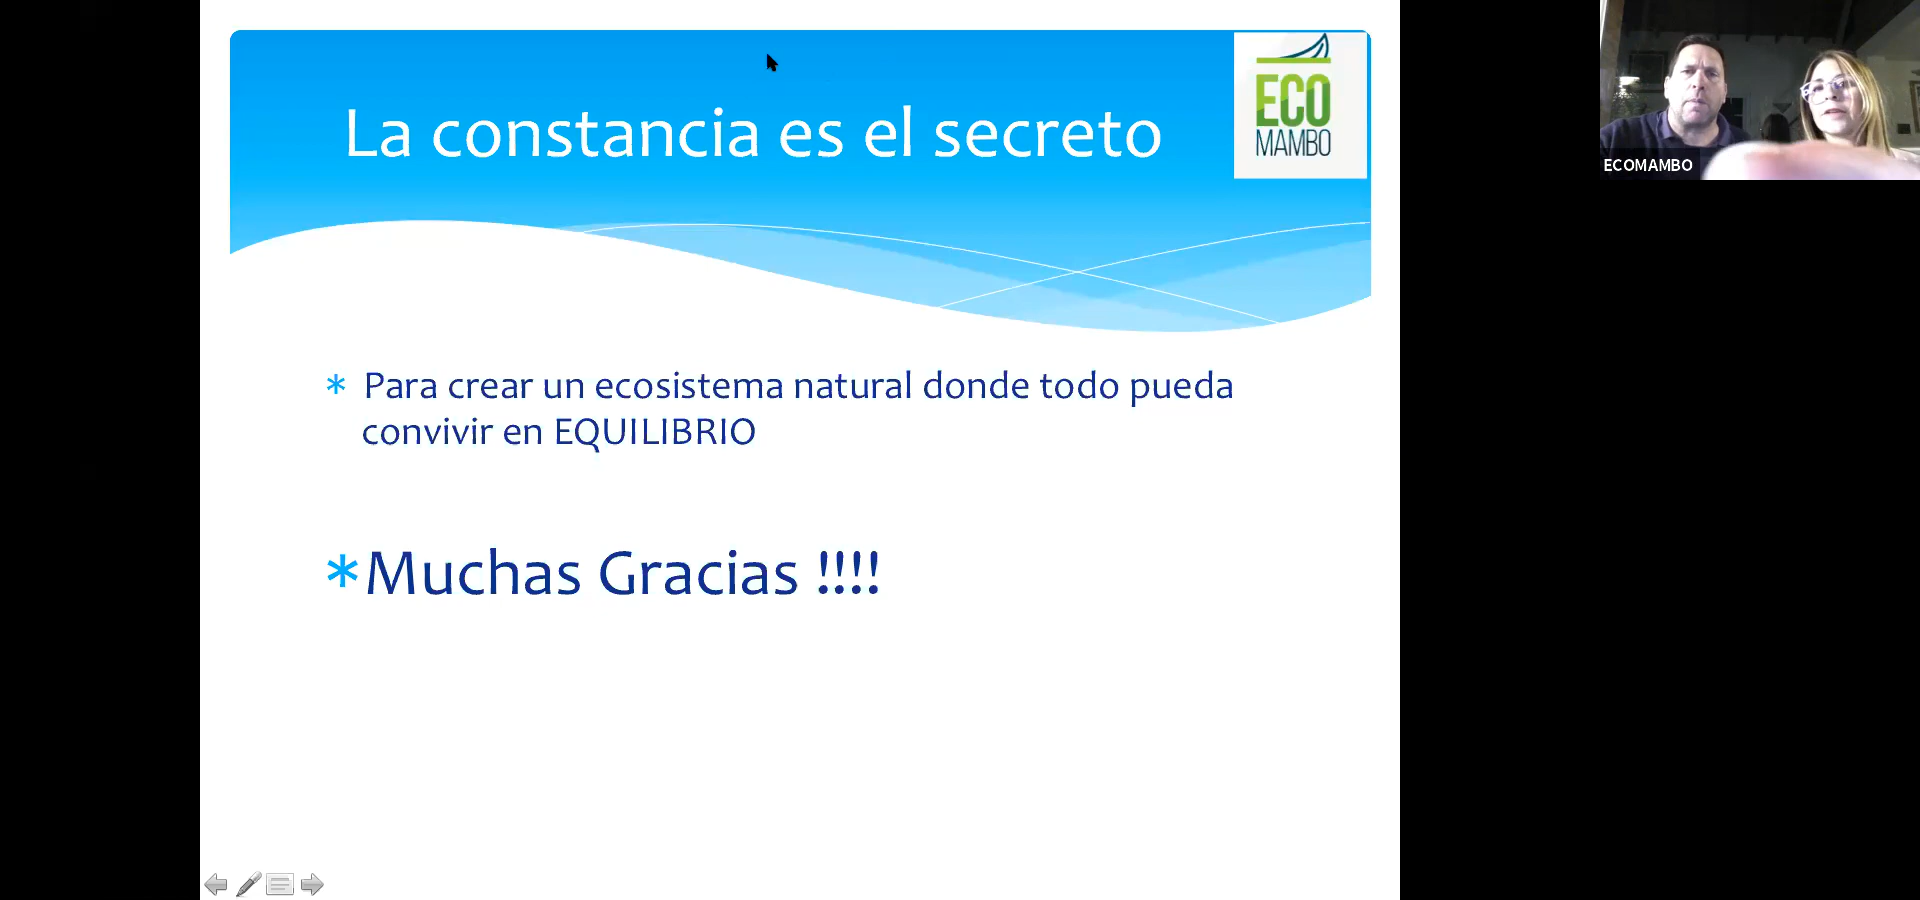 La constancia es el secreto
ECO
MAMBO
ECOMAMBO
* Para crear un ecosistema natural donde todo pueda
convivir en EQUILIBRIO
*Muchas Gracias !!!!